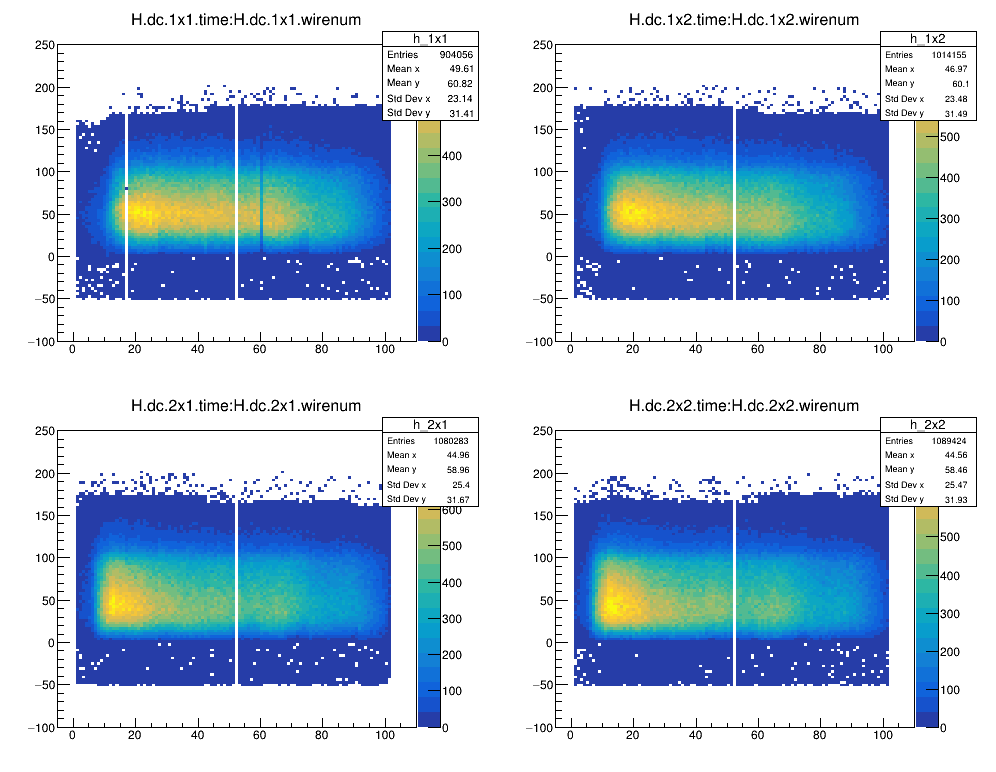 H.dc.1x1.time:H.dc.1x1.wirenum
h_1x1
Entries 904056
Mean x 49.61
Mean y 60.82
Std Dev x 23.14
Std Dev y 31.41
250
200
150
100
50
0
−50
−100
0 20 40 60 80 100
400
300
200
100
0
H.dc.1x2.time:H.dc.1x2.wirenum
h_1x2
Entries 1014155
Mean x 46.97
Mean y 60.1
Std Dev x 23.48
Std Dev y 31.49
250
200
150
100
50
0
−50
−100
0 20 40 60 80 100
500
400
300
200
100
0
H.dc.2x1.time:H.dc.2x1.wirenum
h_2x1
Entries 1080283
Mean x 44.96
Mean y 58.96
Std Dev x 25.4
Std Dev y 31.67
250
200
150
100
50
0
−50
−100
0 20 40 60 80 100
600
500
400
300
200
100
0
H.dc.2x2.time:H.dc.2x2.wirenum
h_2x2
Entries 1089424
Mean x 44.56
Mean y 58.46
Std Dev x 25.47
Std Dev y 31.93
250
200
150
100
50
0
−50
−100
0 20 40 60 80 100
500
400
300
200
100
0